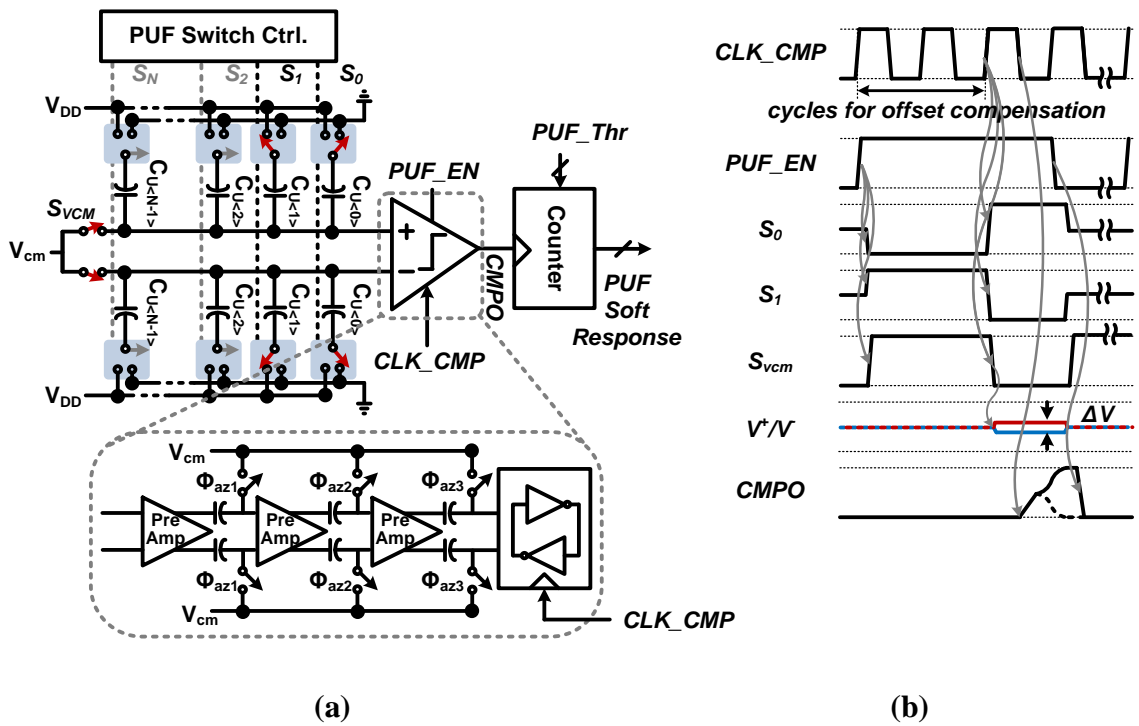 PUF Switch Ctrl.
S_N S_2 S_1 S_0
V_DD
C_U<N-1> C_U<2> C_U<1> C_U<0>
S_VCM
V_cm
PUF_EN
PUF_Thr
+
−
CMPO
Counter
PUF
Soft
Response
C_U<N-1> C_U<2> C_U<1> C_U<0>
CLK_CMP
V_DD
V_cm
Φ_az1 Φ_az2 Φ_az3
Pre
Amp
Pre
Amp
Pre
Amp
Φ_az1 Φ_az2 Φ_az3
V_cm
CLK_CMP
(a)
CLK_CMP
cycles for offset compensation
PUF_EN
S_0
S_1
S_vcm
V⁺/V⁻
ΔV
CMPO
(b)